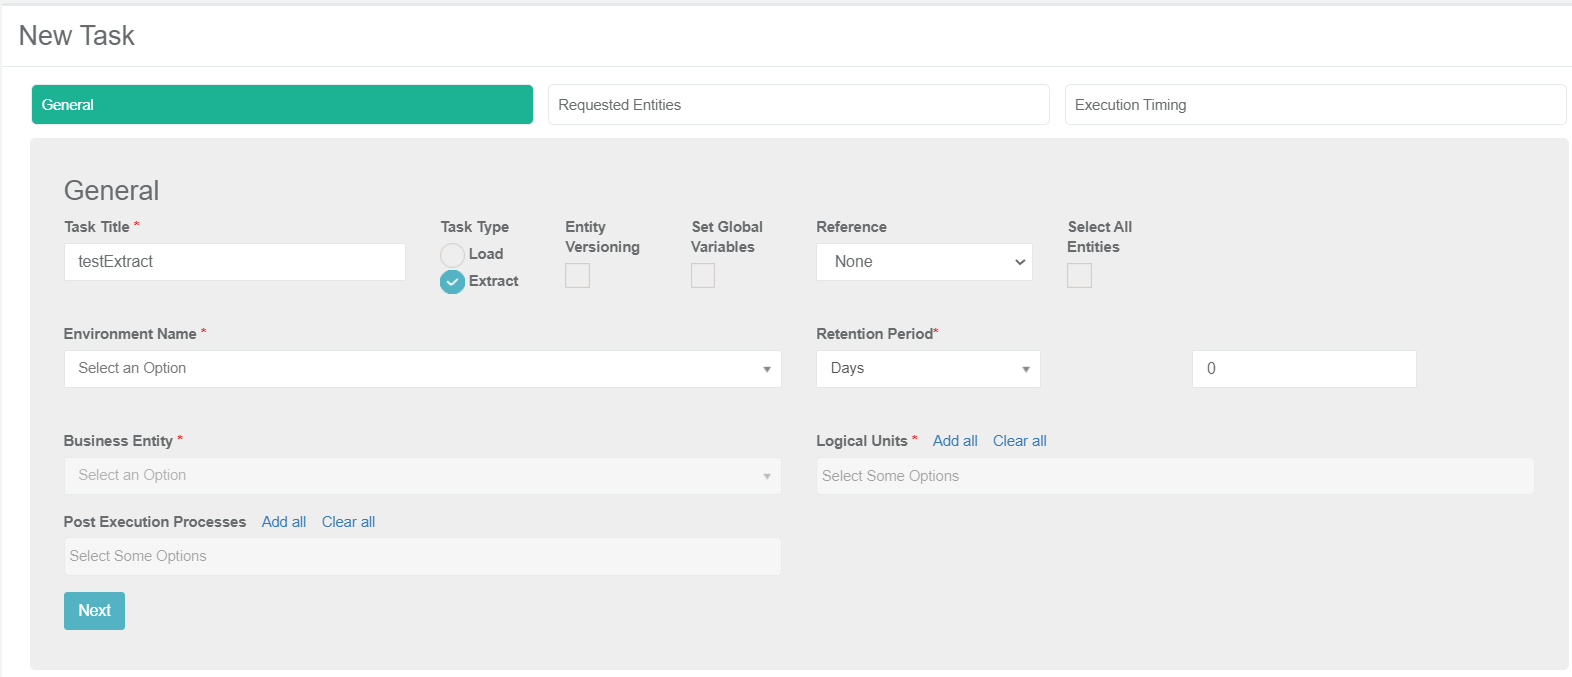 New Task
General
Requested Entities
Execution Timing
General
Task Title *
testExtract
Task Type
Load
Extract
Entity
Versioning
Set Global
Variables
Reference
None
Select All
Entities
Environment Name *
Select an Option
Retention Period*
Days
0
Business Entity *
Select an Option
Logical Units * Add all Clear all
Select Some Options
Post Execution Processes Add all Clear all
Select Some Options
Next